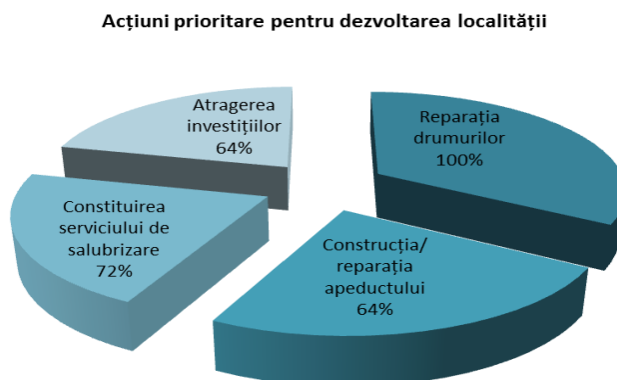 Acțiuni prioritare pentru dezvoltarea localității
Atragerea
investițiilor
64%
Reparația
drumurilor
100%
Constituirea
serviciului de
salubrizare
72%
Construcția/
reparația
apeductului
64%